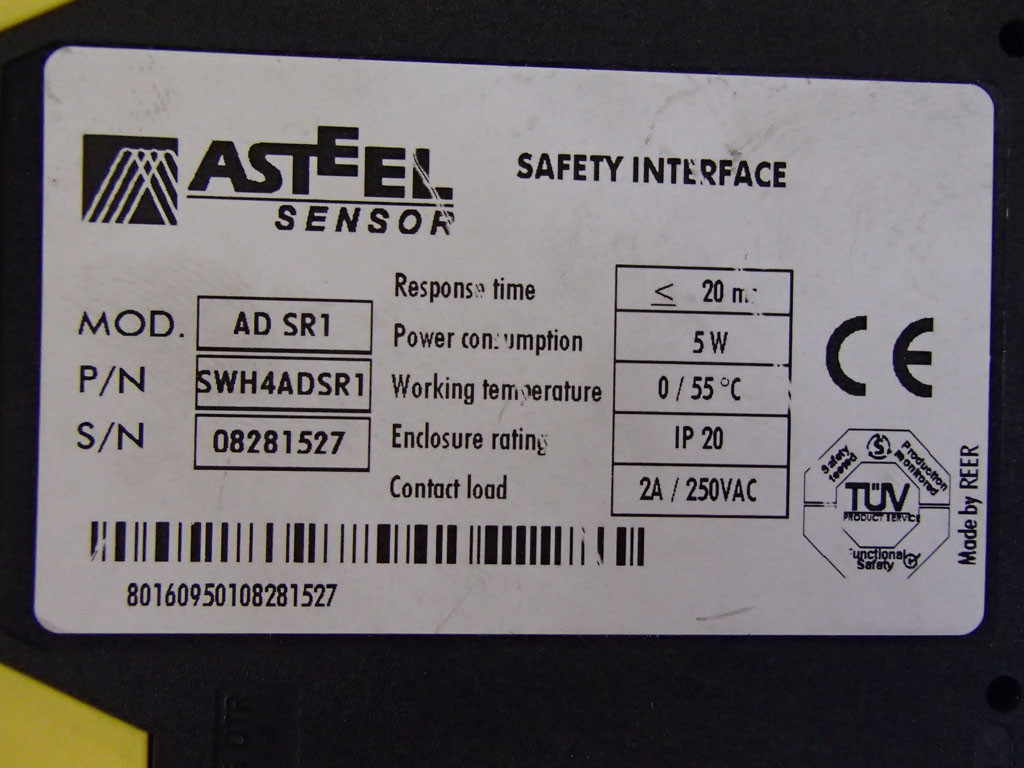 ASTEEL
SENSOR
SAFETY INTERFACE
MOD. AD SR1
P/N SWH4ADSR1
S/N 08281527
Response time ≤ 20 ms
Power consumption 5 W
Working temperature 0 / 55 °C
Enclosure rating IP 20
Contact load 2A / 250VAC
CE
Safety tested
S
Production monitored
TÜV
PRODUCT SERVICE
Functional Safety
Made by REER
80160950108281527